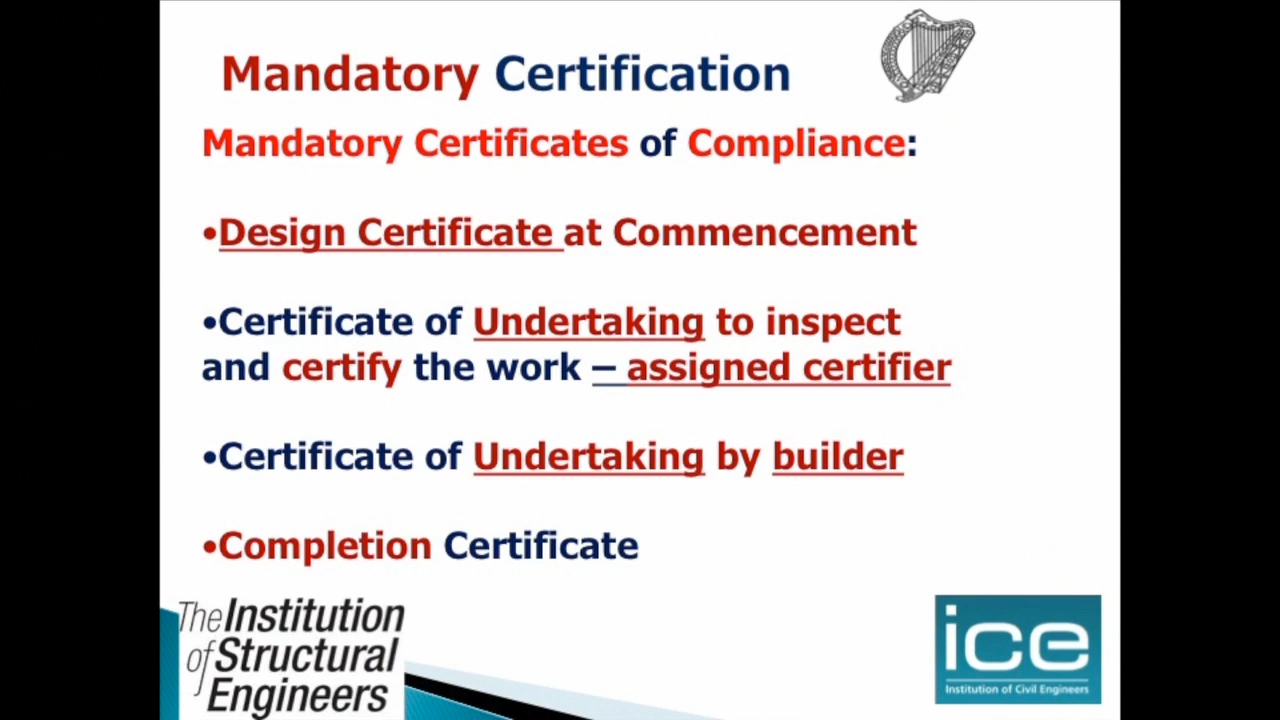 Mandatory Certification
Mandatory Certificates of Compliance:
•Design Certificate at Commencement
•Certificate of Undertaking to inspect
and certify the work – assigned certifier
•Certificate of Undertaking by builder
•Completion Certificate
The Institution
of Structural
Engineers
ice
Institution of Civil Engineers